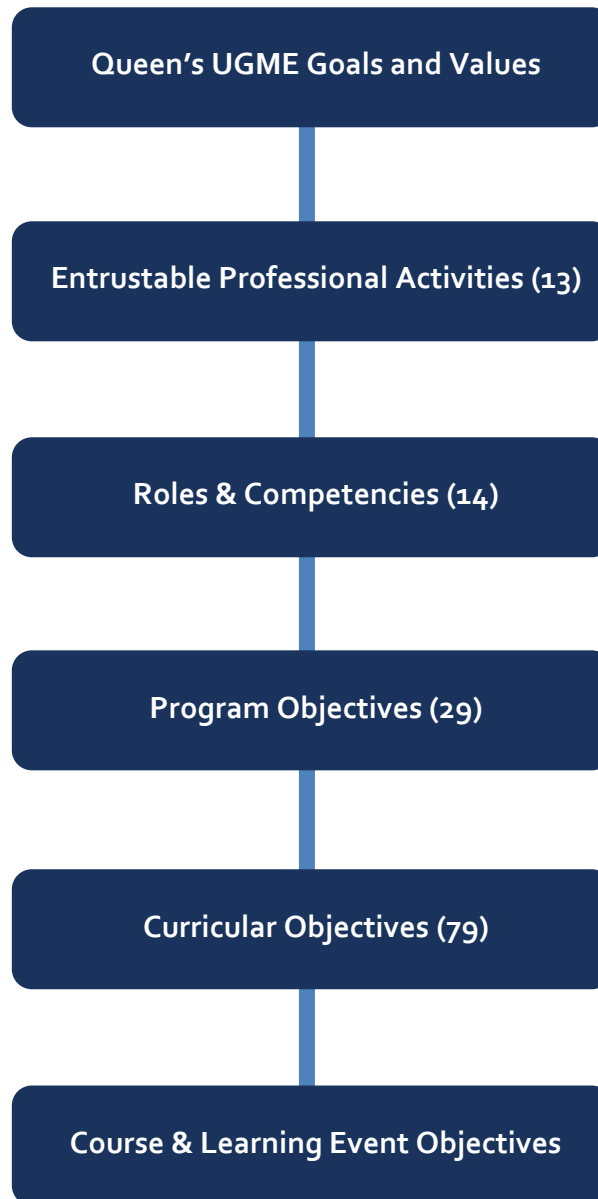 Queen’s UGME Goals and Values
Entrustable Professional Activities (13)
Roles & Competencies (14)
Program Objectives (29)
Curricular Objectives (79)
Course & Learning Event Objectives